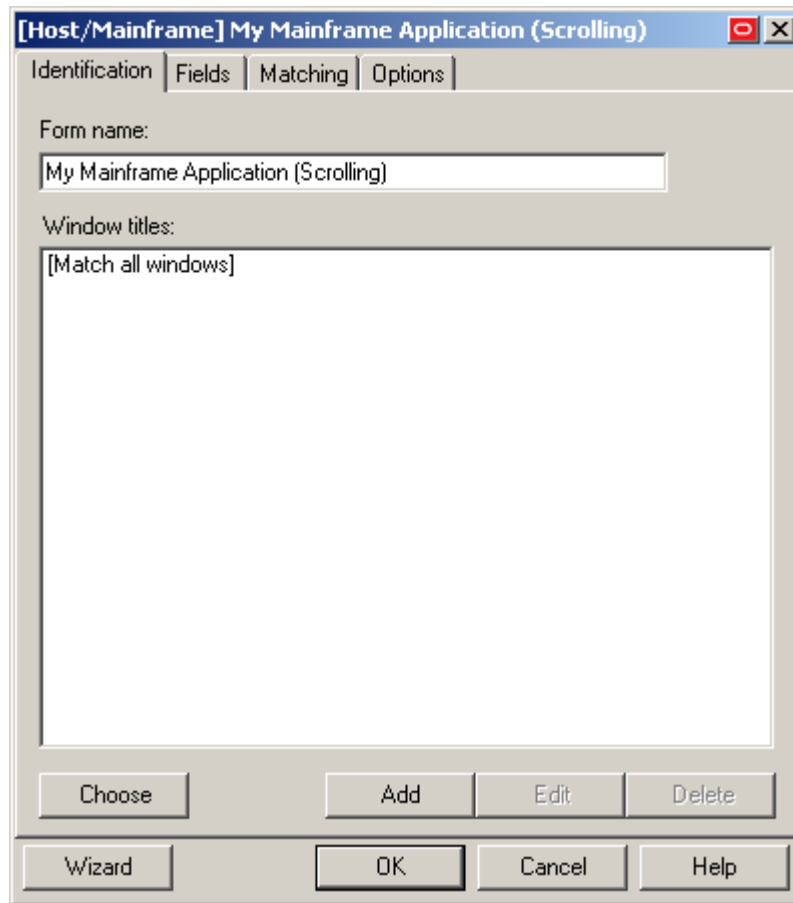 [Host/Mainframe] My Mainframe Application (Scrolling)
Identification Fields Matching Options
Form name:
My Mainframe Application (Scrolling)
Window titles:
[Match all windows]
Choose Add Edit Delete
Wizard OK Cancel Help